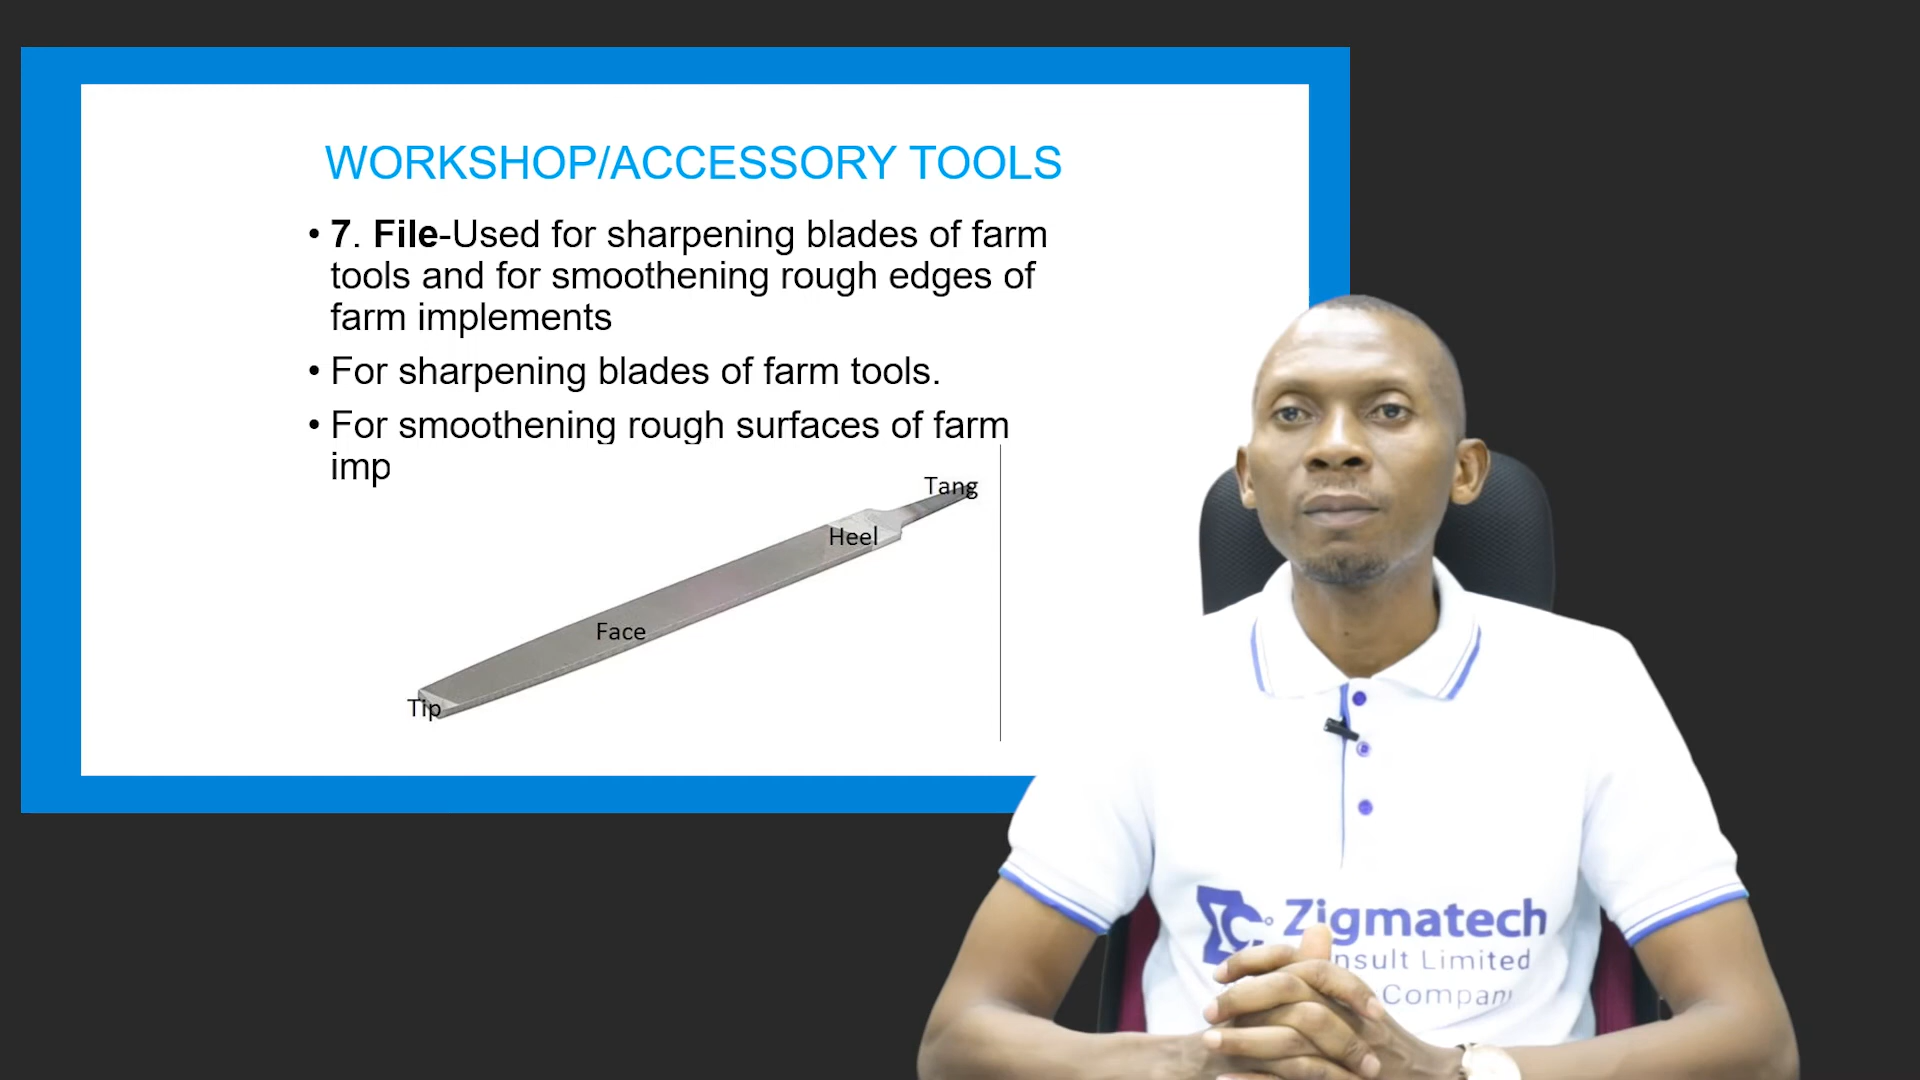 WORKSHOP/ACCESSORY TOOLS
• 7. File-Used for sharpening blades of farm
tools and for smoothening rough edges of
farm implements
• For sharpening blades of farm tools.
• For smoothening rough surfaces of farm
imp
Tang
Heel
Face
Tip
Zigmatech
nsult Limited
Company